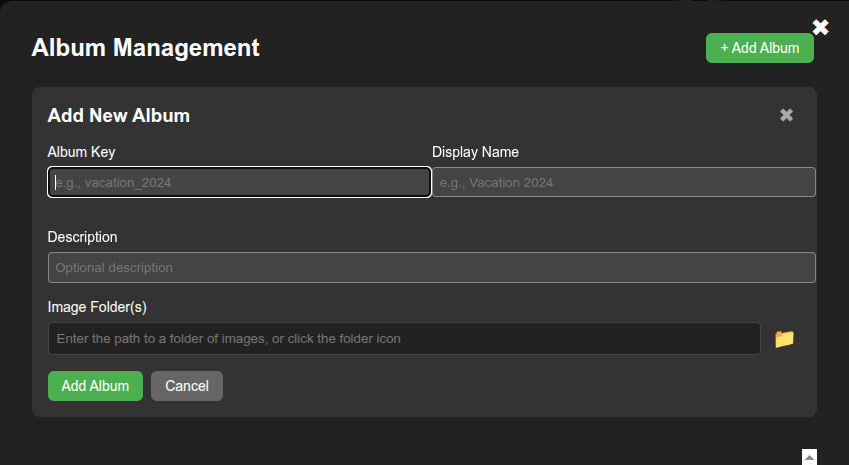 Album Management
+ Add Album
✖
Add New Album
✖
Album Key
Display Name
e.g., vacation_2024
e.g., Vacation 2024
Description
Optional description
Image Folder(s)
Enter the path to a folder of images, or click the folder icon
Add Album
Cancel